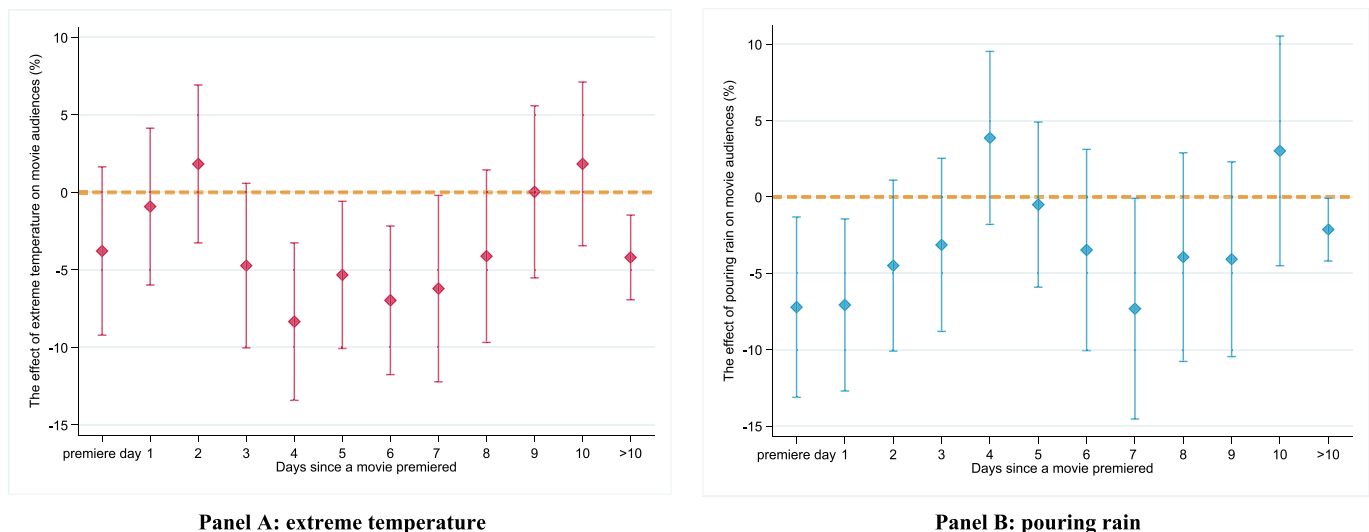 The effect of extreme temperature on movie audiences (%)
10
5
0
-5
-10
-15
premiere day 1 2 3 4 5 6 7 8 9 10 >10
Days since a movie premiered
Panel A: extreme temperature
The effect of pouring rain on movie audiences (%)
10
5
0
-5
-10
-15
premiere day 1 2 3 4 5 6 7 8 9 10 >10
Days since a movie premiered
Panel B: pouring rain